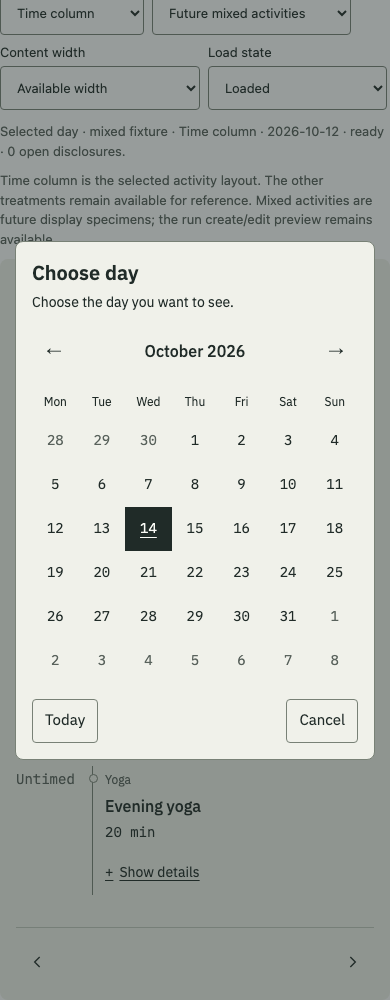 Time column Future mixed activities
Content width Load state
Available width Loaded
Selected day · mixed fixture · Time column · 2026-10-12 · ready
· 0 open disclosures.
Time column is the selected activity layout. The other
treatments remain available for reference. Mixed activities are
future display specimens; the run create/edit preview remains
available.
Choose day
Choose the day you want to see.
← October 2026 →
Mon Tue Wed Thu Fri Sat Sun
28 29 30 1 2 3 4
5 6 7 8 9 10 11
12 13 14 15 16 17 18
19 20 21 22 23 24 25
26 27 28 29 30 31 1
2 3 4 5 6 7 8
Today Cancel
Untimed Yoga
Evening yoga
20 min
+ Show details